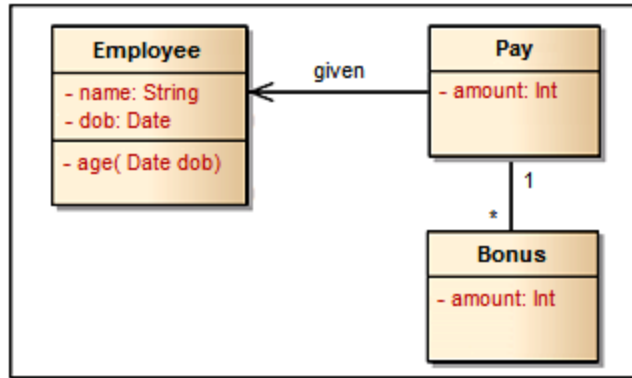 Employee
- name: String
- dob: Date
- age( Date dob)
given
Pay
- amount: Int
1
*
Bonus
- amount: Int